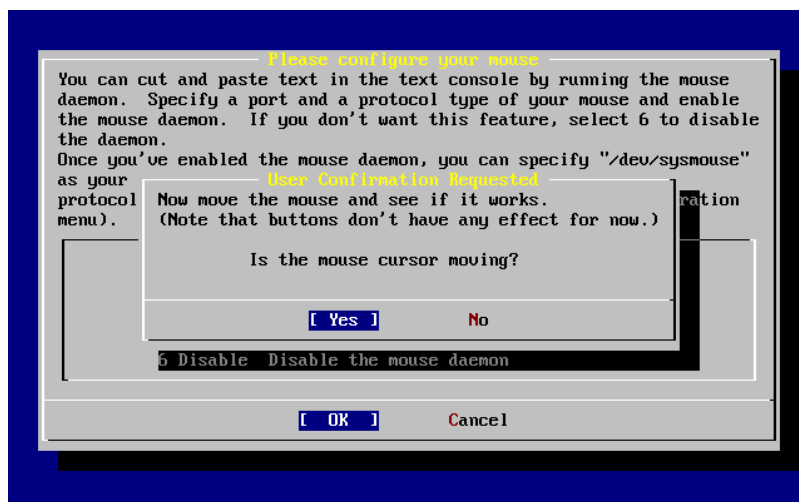 Please configure your mouse
You can cut and paste text in the text console by running the mouse
daemon.  Specify a port and a protocol type of your mouse and enable
the mouse daemon.  If you don't want this feature, select 6 to disable
the daemon.
Once you've enabled the mouse daemon, you can specify "/dev/sysmouse"
as your
User Confirmation Requested
protocol
ration
menu).
Now move the mouse and see if it works.
(Note that buttons don't have any effect for now.)
Is the mouse cursor moving?
[ Yes ]    No
6 Disable  Disable the mouse daemon
[ OK ]    Cancel